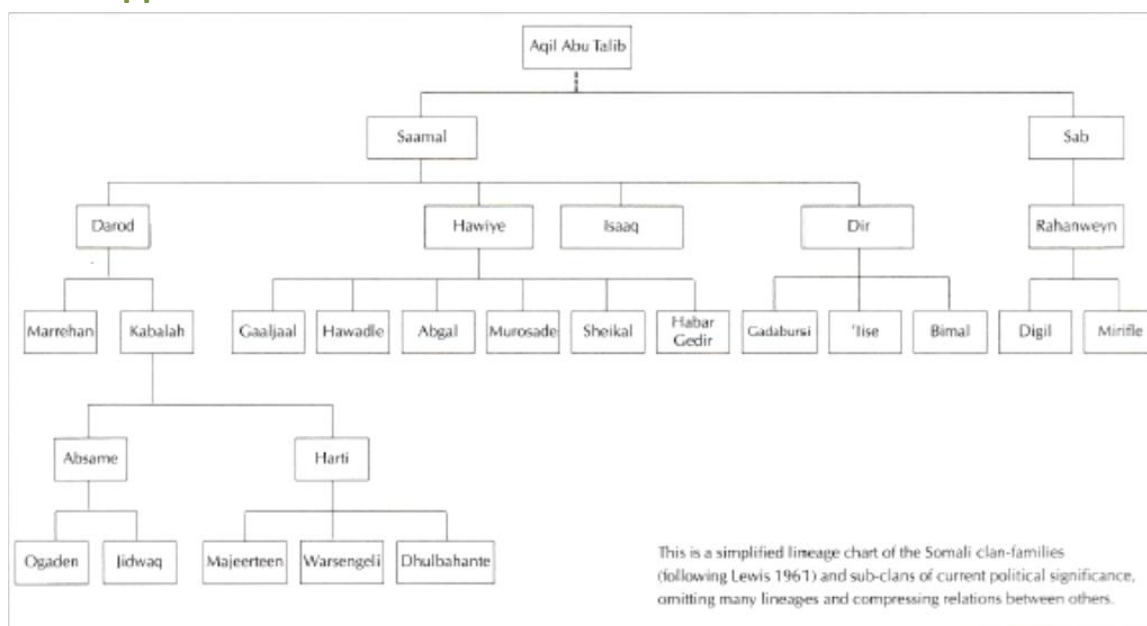 Aqil Abu Talib
Saamal
Sab
Darod
Hawiye
Isaaq
Dir
Rahanweyn
Marrehan
Kabalah
Gaaljaal
Hawadle
Abgal
Murosade
Sheikal
Habar
Gedir
Gadabursi
'Iise
Bimal
Digil
Mirifle
Absame
Harti
Ogaden
Jidwaq
Majeerteen
Warsengeli
Dhulbahante
This is a simplified lineage chart of the Somali clan-families
(following Lewis 1961) and sub-clans of current political significance,
omitting many lineages and compressing relations between others.